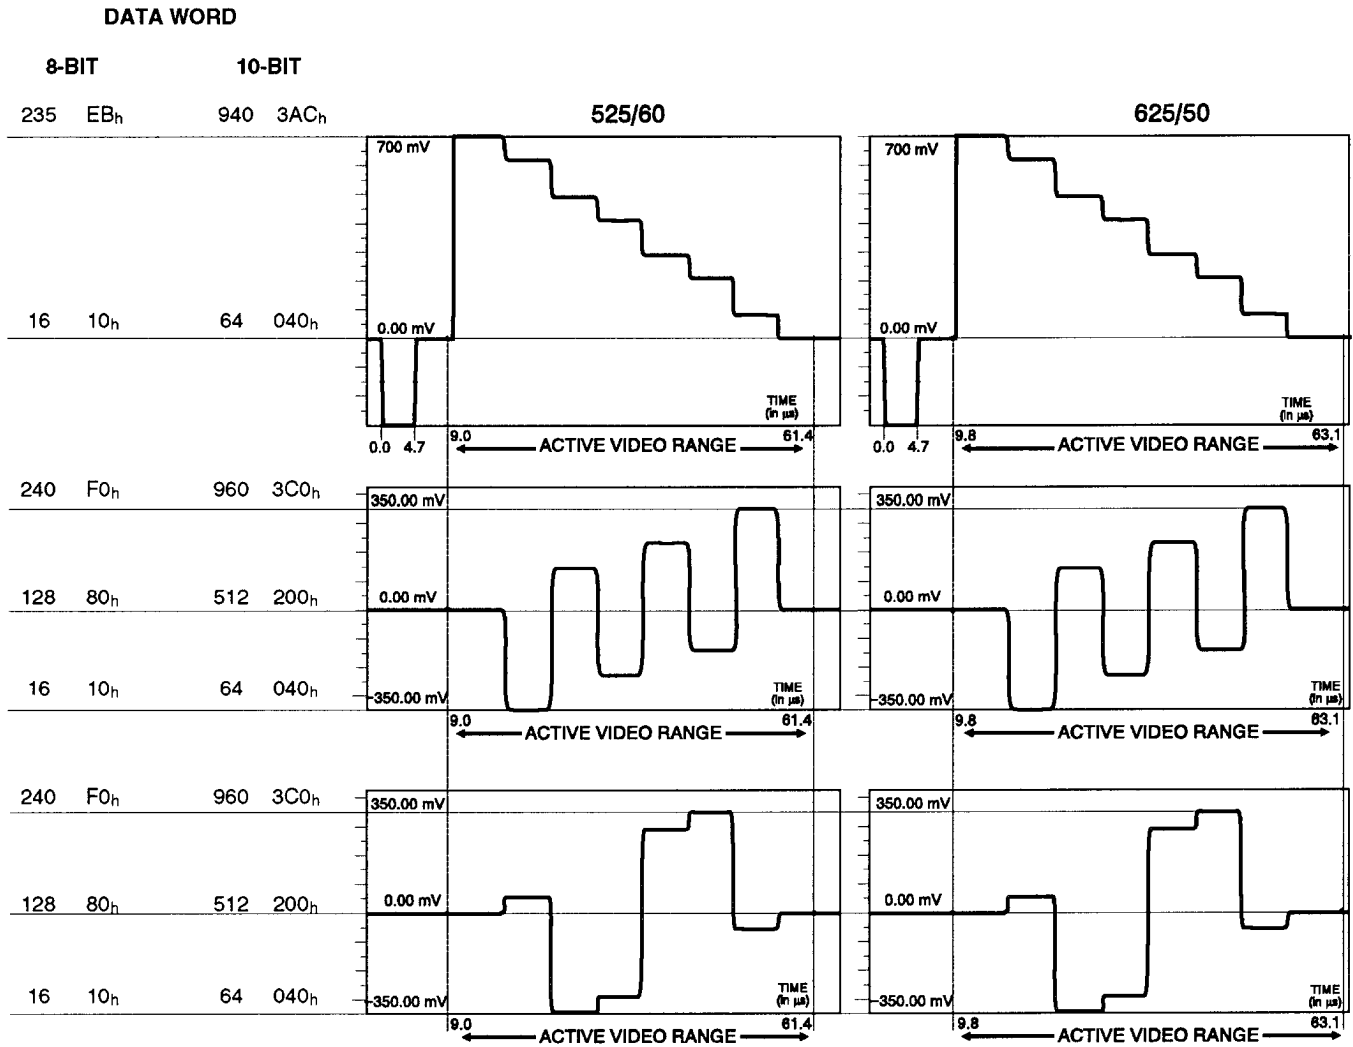 DATA WORD
8-BIT 10-BIT
235 EBh 940 3ACh 525/60 625/50
700 mV 700 mV
16 10h 64 040h 0.00 mV 0.00 mV
TIME TIME
(in µs) (in µs)
0.0 4.7 9.0 ACTIVE VIDEO RANGE 61.4 0.0 4.7 9.8 ACTIVE VIDEO RANGE 63.1
240 F0h 960 3C0h 350.00 mV 350.00 mV
128 80h 512 200h 0.00 mV 0.00 mV
16 10h 64 040h -350.00 mV TIME -350.00 mV TIME
(in µs) (in µs)
9.0 ACTIVE VIDEO RANGE 61.4 9.8 ACTIVE VIDEO RANGE 63.1
240 F0h 960 3C0h 350.00 mV 350.00 mV
128 80h 512 200h 0.00 mV 0.00 mV
16 10h 64 040h -350.00 mV TIME -350.00 mV TIME
(in µs) (in µs)
9.0 ACTIVE VIDEO RANGE 61.4 9.8 ACTIVE VIDEO RANGE 63.1